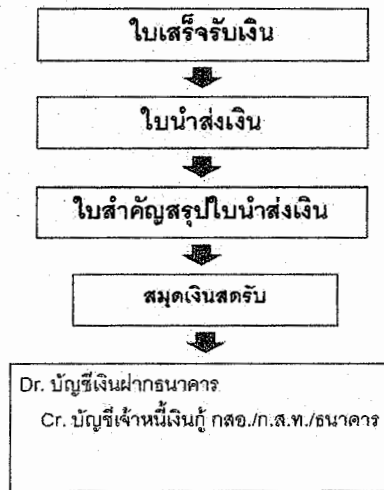 ใบเสร็จรับเงิน
ใบนำส่งเงิน
ใบสำคัญสรุปใบนำส่งเงิน
สมุดเงินสดรับ
Dr. บัญชีเงินฝากธนาคาร
Cr. บัญชีเจ้าหนี้เงินกู้ กสอ./ก.ส.ท./ธนาคาร